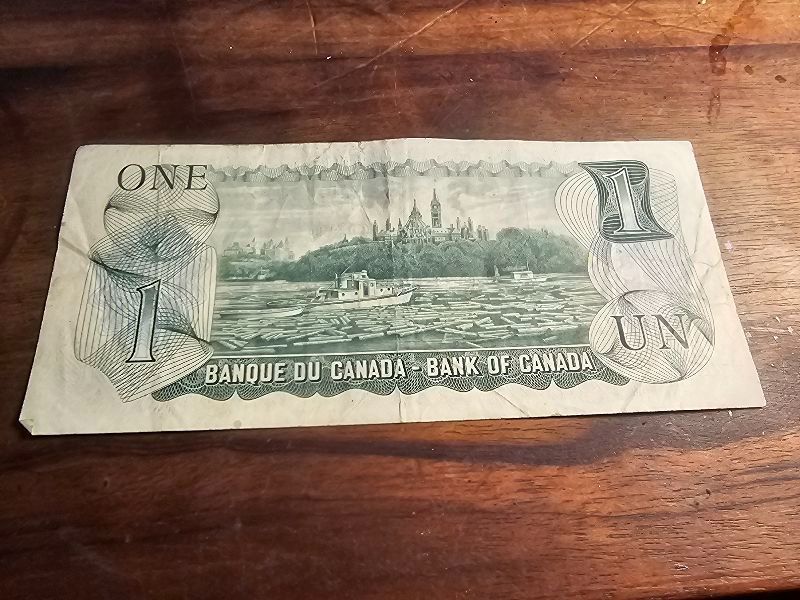 ONE
1
1
UN
BANQUE DU CANADA - BANK OF CANADA